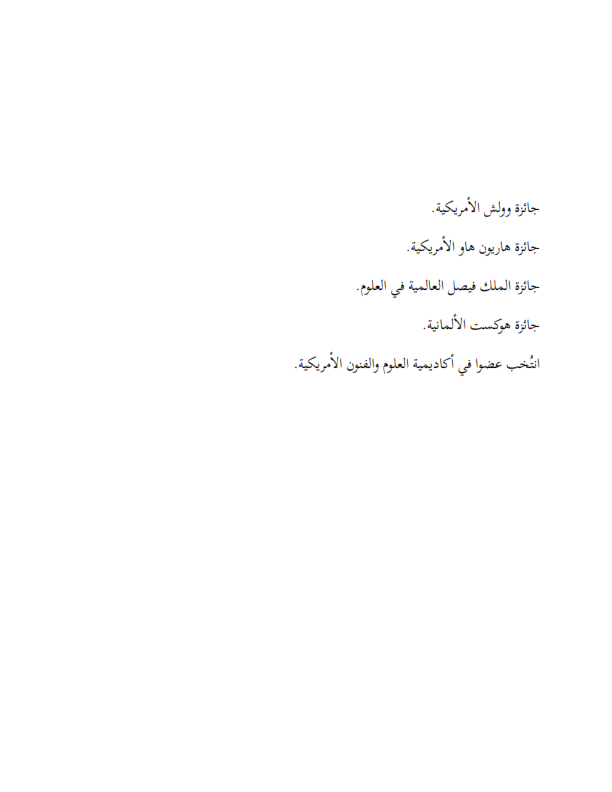 جائزة وولش الأمريكية.
جائزة هاريون هاو الأمريكية.
جائزة الملك فيصل العالمية في العلوم.
جائزة هوكست الألمانية.
انتُخب عضوا في أكاديمية العلوم والفنون الأمريكية.